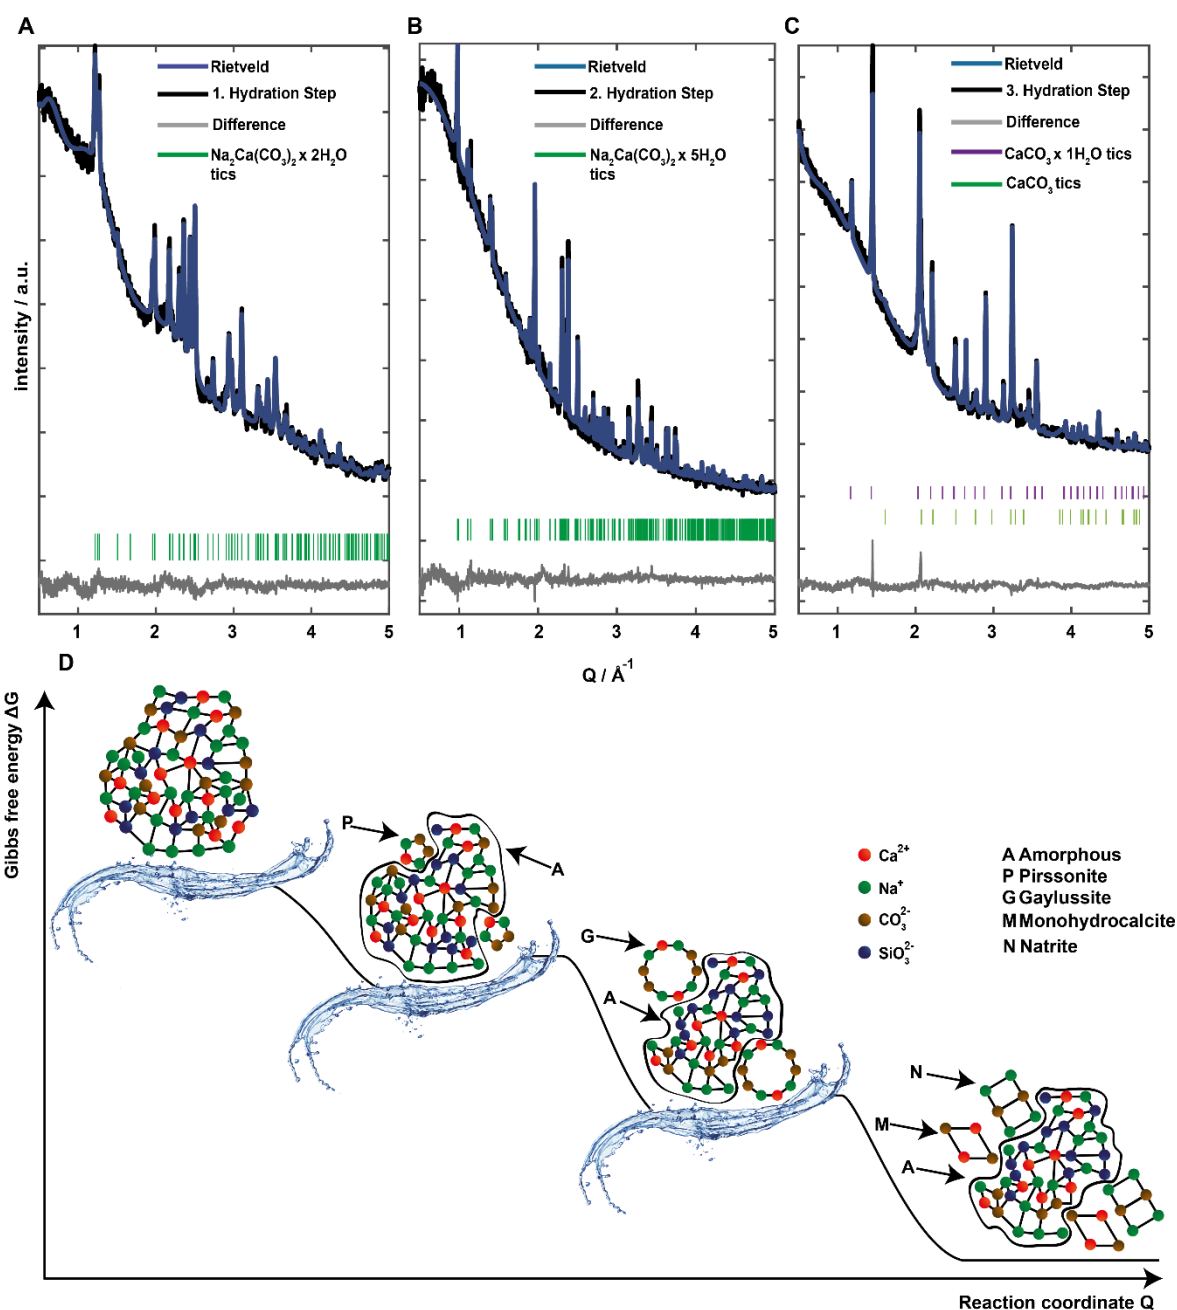 A
Rietveld
1. Hydration Step
Difference
Na₂Ca(CO₃)₂ x 2H₂O
tics
B
Rietveld
2. Hydration Step
Difference
Na₂Ca(CO₃)₂ x 5H₂O
tics
C
Rietveld
3. Hydration Step
Difference
CaCO₃ x 1H₂O tics
CaCO₃ tics
intensity / a.u.
1 2 3 4 5
1 2 3 4 5
1 2 3 4 5
Q / Å⁻¹
D
Gibbs free energy ΔG
P
A
G
A
N
M
A
Ca²⁺
Na⁺
CO₃²⁻
SiO₃²⁻
A Amorphous
P Pirssonite
G Gaylussite
M Monohydrocalcite
N Natrite
Reaction coordinate Q